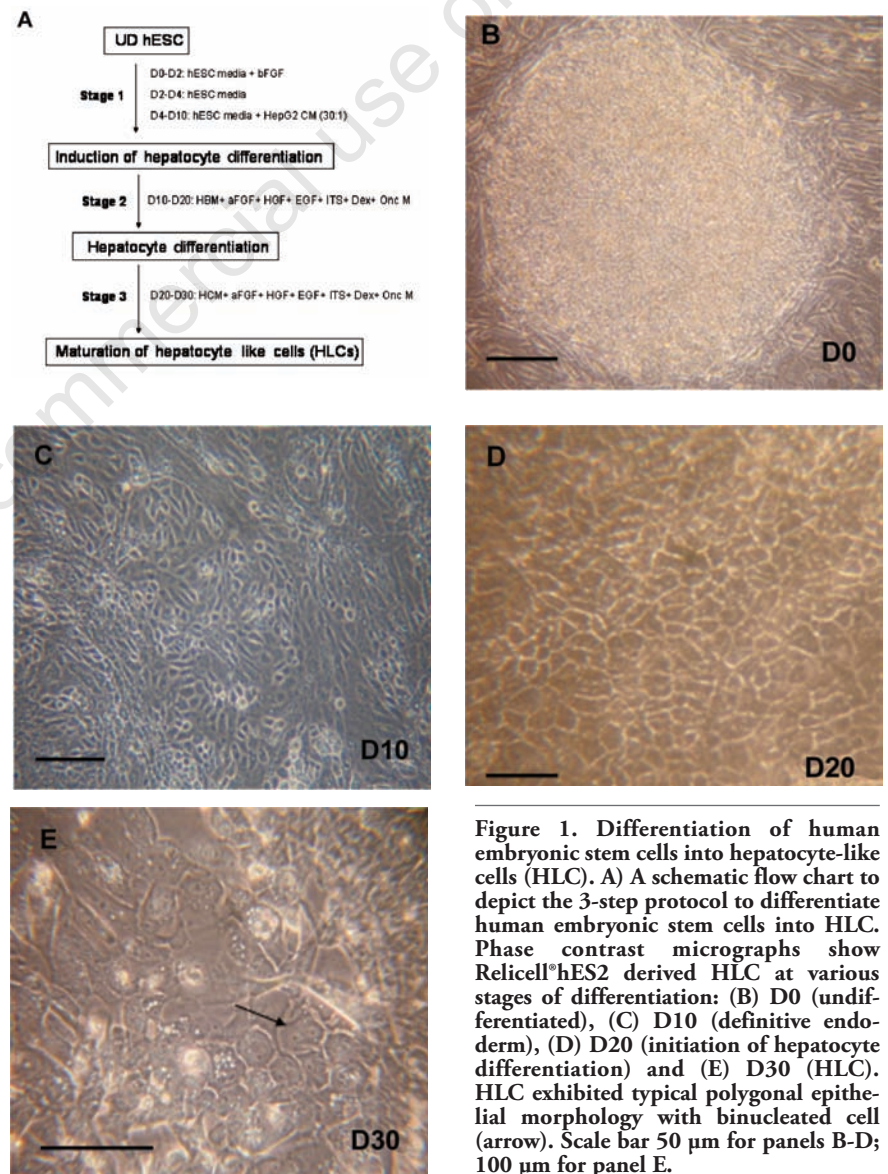 A
UD hESC
Stage 1
D0-D2: hESC media + bFGF
D2-D4: hESC media
D4-D10: hESC media + HepG2 CM (30:1)
Induction of hepatocyte differentiation
Stage 2
D10-D20: HBM+ aFGF+ HGF+ EGF+ ITS+ Dex+ Onc M
Hepatocyte differentiation
Stage 3
D20-D30: HCM+ aFGF+ HGF+ EGF+ ITS+ Dex+ Onc M
Maturation of hepatocyte like cells (HLCs)
B
D0
C
D10
D
D20
E
D30
Figure 1. Differentiation of human
embryonic stem cells into hepatocyte-like
cells (HLC). A) A schematic flow chart to
depict the 3-step protocol to differentiate
human embryonic stem cells into HLC.
Phase contrast micrographs show
Relicell®hES2 derived HLC at various
stages of differentiation: (B) D0 (undif-
ferentiated), (C) D10 (definitive endo-
derm), (D) D20 (initiation of hepatocyte
differentiation) and (E) D30 (HLC).
HLC exhibited typical polygonal epithe-
lial morphology with binucleated cell
(arrow). Scale bar 50 µm for panels B-D;
100 µm for panel E.
commercial use o